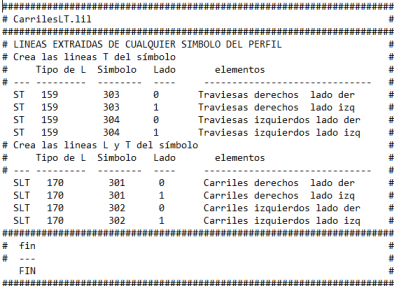 ################################################################
# CarrilesLT.lil #
################################################################
# LINEAS EXTRAIDAS DE CUALQUIER SIMBOLO DEL PERFIL #
# Crea las lineas T del símbolo #
# Tipo de L Simbolo Lado elementos #
# --- --------- ------- ---- ----------------------------- #
ST 159 303 0 Traviesas derechos lado der
ST 159 303 1 Traviesas derechos lado izq
ST 159 304 0 Traviesas izquierdos lado der
ST 159 304 1 Traviesas izquierdos lado izq
# Crea las lineas L y T del símbolo #
# Tipo de L Simbolo Lado elementos #
# --- --------- ------- ---- ----------------------------- #
SLT 170 301 0 Carriles derechos lado der
SLT 170 301 1 Carriles derechos lado izq
SLT 170 302 0 Carriles izquierdos lado der
SLT 170 302 1 Carriles izquierdos lado izq
################################################################
# fin #
# --- #
FIN #
################################################################